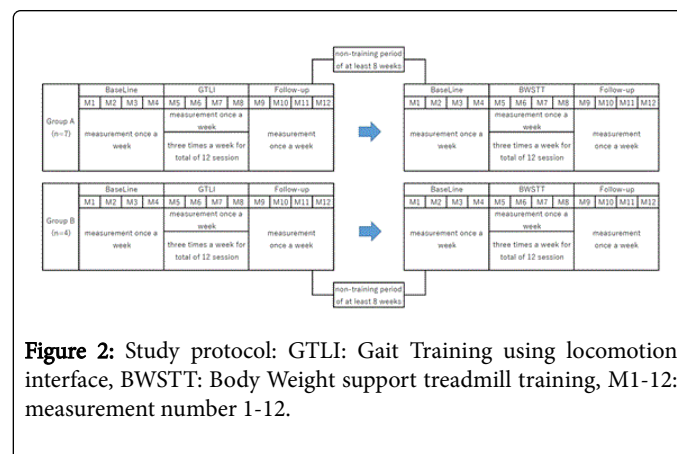 non-training period
of at least 8 weeks
BaseLine GTLI Follow-up
M1 M2 M3 M4 M5 M6 M7 M8 M9 M10 M11 M12
Group A
(n=7)
measurement once a
week
measurement once a
week
three times a week for
total of 12 session
measurement
once a week
BaseLine BWSTT Follow-up
M1 M2 M3 M4 M5 M6 M7 M8 M9 M10 M11 M12
measurement once a
week
measurement once a
week
three times a week for
total of 12 session
measurement
once a week
BaseLine GTLI Follow-up
M1 M2 M3 M4 M5 M6 M7 M8 M9 M10 M11 M12
Group B
(n=4)
measurement once a
week
measurement once a
week
three times a week for
total of 12 session
measurement
once a week
BaseLine BWSTT Follow-up
M1 M2 M3 M4 M5 M6 M7 M8 M9 M10 M11 M12
measurement once a
week
measurement once a
week
three times a week for
total of 12 session
measurement
once a week
non-training period
of at least 8 weeks
Figure 2: Study protocol: GTLI: Gait Training using locomotion
interface, BWSTT: Body Weight support treadmill training, M1-12:
measurement number 1-12.